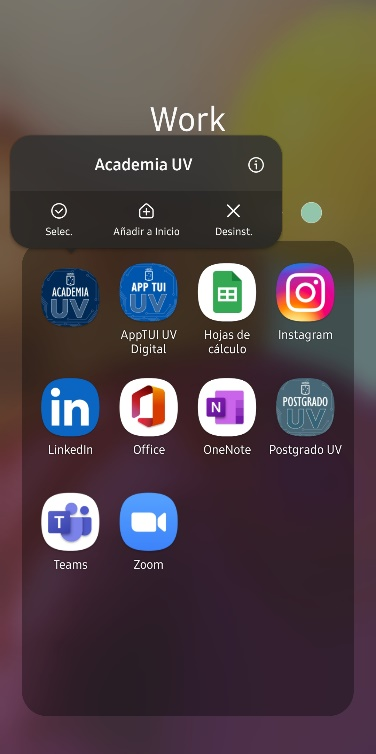 Work
Academia UV
Selec.
Añadir a Inicio
Desinst.
ACADEMIA
UV
APP TUI
UV
AppTUI UV
Digital
Hojas de
cálculo
Instagram
in
LinkedIn
Office
N
OneNote
POSTGRADO
UV
Postgrado UV
T
Teams
Zoom